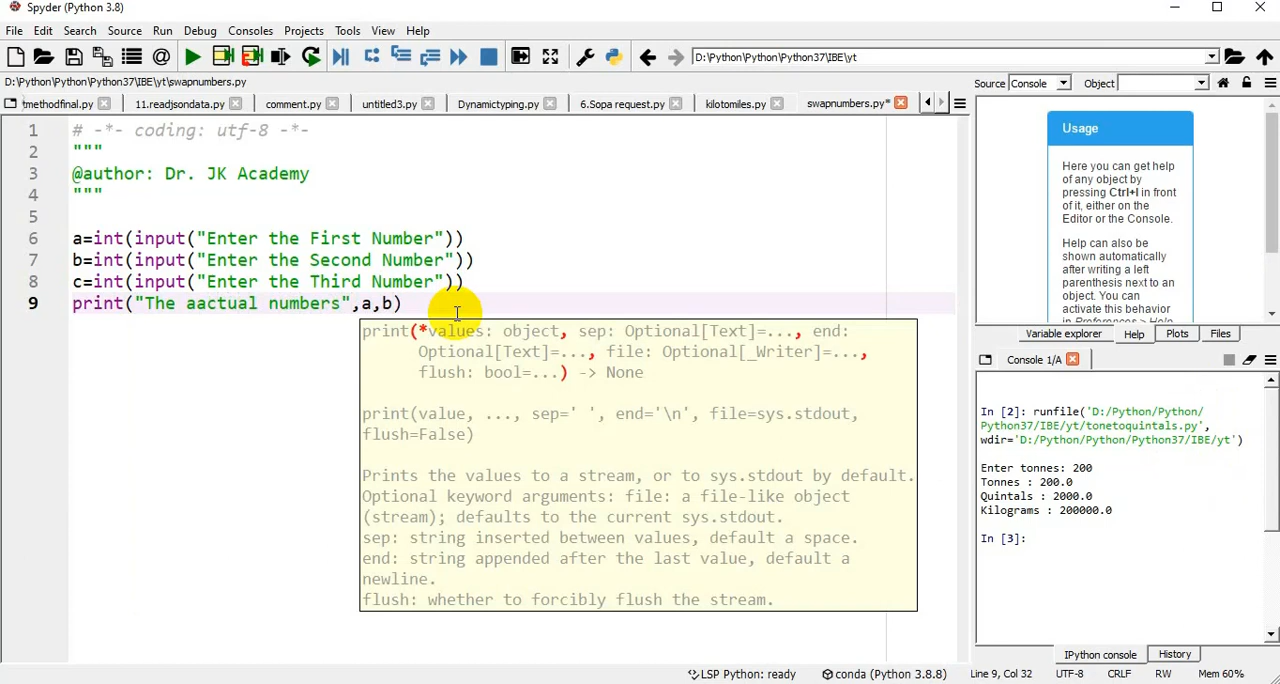 Spyder (Python 3.8)
File Edit Search Source Run Debug Consoles Projects Tools View Help
D:\Python\Python\Python37\IBE\yt
D:\Python\Python\Python37\IBE\yt\swapnumbers.py
methodfinal.py 11.readjsondata.py comment.py untitled3.py Dynamictyping.py 6.Sopa request.py kilotomiles.py swapnumbers.py*
Source Console Object
1 # -*- coding: utf-8 -*-
2 """
3 @author: Dr. JK Academy
4 """
5
6 a=int(input("Enter the First Number"))
7 b=int(input("Enter the Second Number"))
8 c=int(input("Enter the Third Number"))
9 print("The aactual numbers",a,b)
print(*values: object, sep: Optional[Text]=..., end:
Optional[Text]=..., file: Optional[_Writer]=...,
flush: bool=...) -> None
print(value, ..., sep=' ', end='\n', file=sys.stdout,
flush=False)
Prints the values to a stream, or to sys.stdout by default.
Optional keyword arguments: file: a file-like object
(stream); defaults to the current sys.stdout.
sep: string inserted between values, default a space.
end: string appended after the last value, default a
newline.
flush: whether to forcibly flush the stream.
Usage
Here you can get help
of any object by
pressing Ctrl+I in front
of it, either on the
Editor or the Console.
Help can also be
shown automatically
after writing a left
parenthesis next to an
object. You can
activate this behavior
in Preferences > Help
Variable explorer Help Plots Files
Console 1/A
In [2]: runfile('D:/Python/Python/
Python37/IBE/yt/tonetoquintals.py',
wdir='D:/Python/Python/Python37/IBE/yt')
Enter tonnes: 200
Tonnes : 200.0
Quintals : 2000.0
Kilograms : 200000.0
In [3]:
IPython console History
LSP Python: ready conda (Python 3.8.8) Line 9, Col 32 UTF-8 CRLF RW Mem 60%